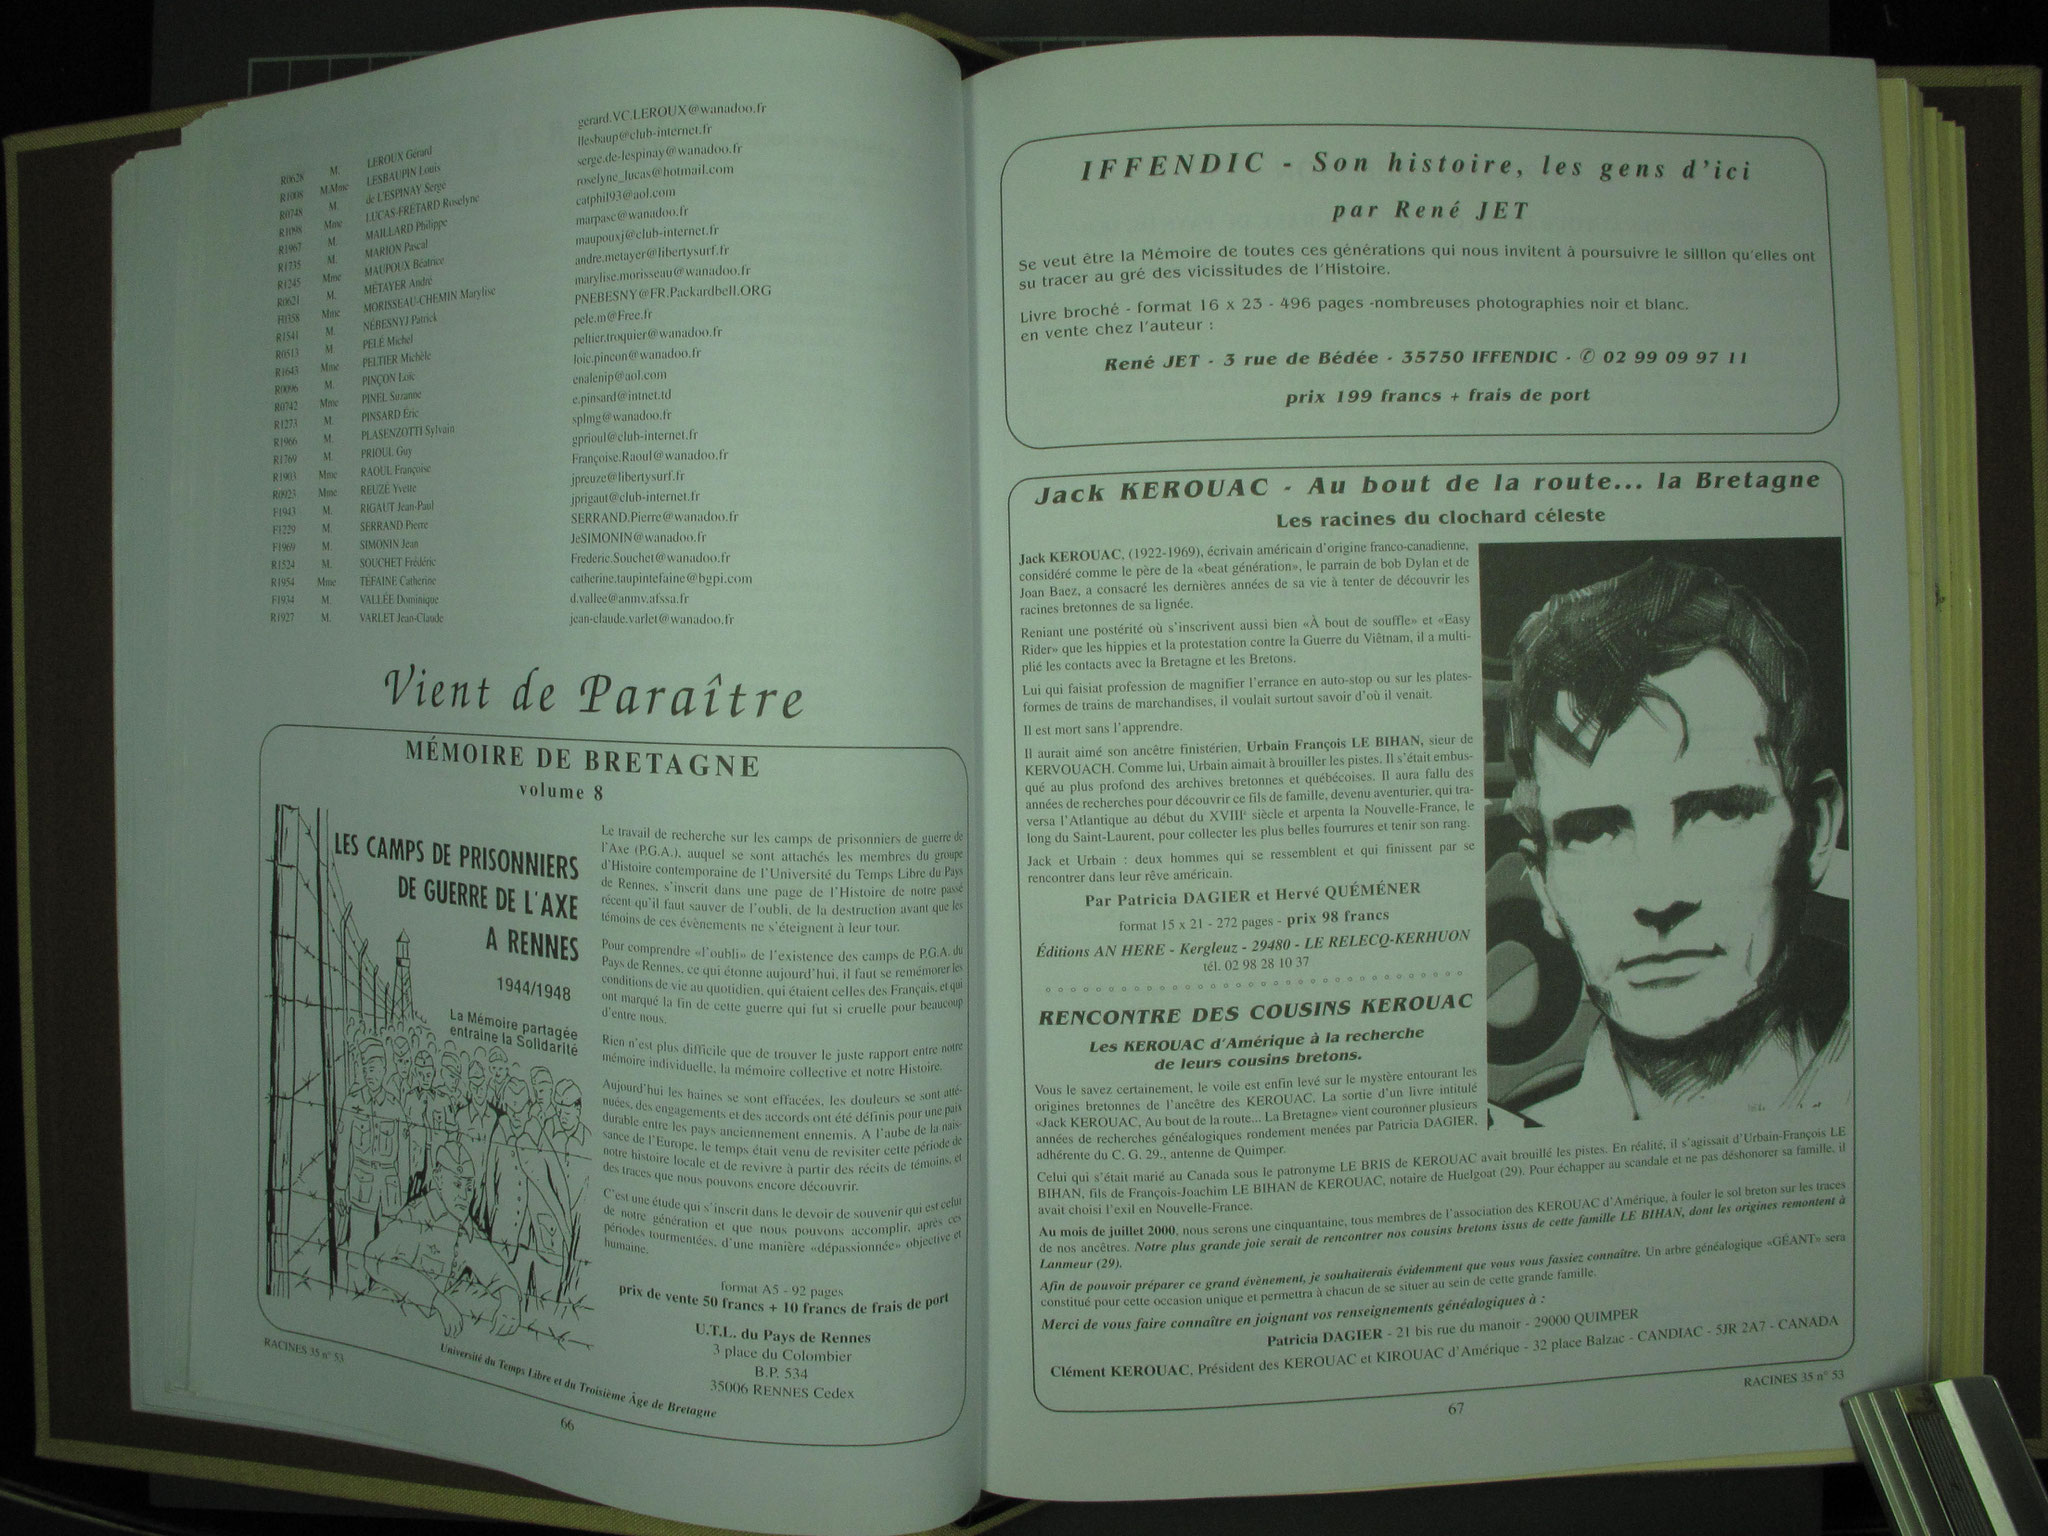 gerard.VC.LEROUX@wanadoo.fr
R0628 M. LEROUX Gérard llesbaup@club-internet.fr
R1008 M.Mme LESBAUPIN Louis serge.de-lespinay@wanadoo.fr
R0748 M. de L'ESPINAY Serge roselyne_lucas@hotmail.com
R1098 Mme LUCAS-FRÉTARD Roselyne catphil93@aol.com
R1967 M. MAILLARD Philippe marpasc@wanadoo.fr
R1735 M. MARION Pascal maupouxj@club-internet.fr
R1245 Mme MAUPOUX Béatrice andre.metayer@libertysurf.fr
R0621 M. MÉTAYER André marylise.morisseau@wanadoo.fr
F0358 Mme MORISSEAU-CHEMIN Marylise PNEBESNY@FR.Packardbell.ORG
R1541 M. NÉBESNYJ Patrick pele.m@Free.fr
R0513 M PELÉ Michel peltier.troquier@wanadoo.fr
R1643 Mme PELTIER Michèle loic.pincon@wanadoo.fr
R0096 M. PINÇON Loïc enalenip@aol.com
R0742 Mme PINEL Suzanne e.pinsard@intnet.td
R1273 M. PINSARD Éric splmg@wanadoo.fr
R1966 M. PLASENZOTTI Sylvain gprioul@club-internet.fr
R1769 M. PRIOUL Guy Françoise.Raoul@wanadoo.fr
R1903 Mme RAOUL Françoise jpreuze@libertysurf.fr
R0923 Mme REUZE Yvette jprigaut@club-internet.fr
F1943 M. RIGAUT Jean-Paul SERRAND.Pierre@wanadoo.fr
F1229 M. SERRAND Pierre JeSIMONIN@wanadoo.fr
F1969 M. SIMONIN Jean Frederic.Souchet@wanadoo.fr
R1524 M. SOUCHET Frédéric catherine.taupintefaine@bgpi.com
R1954 Mme TÉFAINE Catherine d.vallee@anmv.afssa.fr
F1934 M. VALLÉE Dominique jean-claude.varlet@wanadoo.fr
R1927 M. VARLET Jean-Claude
Vient de Paraître
MÉMOIRE DE BRETAGNE
volume 8
LES CAMPS DE PRISONNIERS
DE GUERRE DE L'AXE
A RENNES
1944/1948
La Mémoire partagée
entraine la Solidarité
Le travail de recherche sur les camps de prisonniers de guerre de
l'Axe (P.G.A.), auquel se sont attachés les membres du groupe
d'Histoire contemporaine de l'Université du Temps Libre du Pays
de Rennes, s'inscrit dans une page de l'Histoire de notre passé
récent qu'il faut sauver de l'oubli, de la destruction avant que les
témoins de ces évènements ne s'éteignent à leur tour.
Pour comprendre «l'oubli» de l'existence des camps de P.G.A. du
Pays de Rennes, ce qui étonne aujourd'hui, il faut se remémorer les
conditions de vie au quotidien, qui étaient celles des Français, et qui
ont marqué la fin de cette guerre qui fut si cruelle pour beaucoup
d'entre nous.
Rien n'est plus difficile que de trouver le juste rapport entre notre
mémoire individuelle, la mémoire collective et notre Histoire.
Aujourd'hui les haines se sont effacées, les douleurs se sont atté-
nuées, des engagements et des accords ont été définis pour une paix
durable entre les pays anciennement ennemis. A l'aube de la nais-
sance de l'Europe, le temps était venu de revisiter cette période de
notre histoire locale et de revivre à partir des récits de témoins, et
des traces que nous pouvons encore découvrir.
C'est une étude qui s'inscrit dans le devoir de souvenir qui est celui
de notre génération et que nous pouvons accomplir, après ces
périodes tourmentées, d'une manière «dépassionnée» objective et
humaine.
format A5 - 92 pages
prix de vente 50 francs + 10 francs de frais de port
U.T.L. du Pays de Rennes
3 place du Colombier
B.P. 534
35006 RENNES Cedex
Université du Temps Libre et du Troisième Âge de Bretagne
RACINES 35 n° 53
66
IFFENDIC - Son histoire, les gens d'ici
par René JET
Se veut être la Mémoire de toutes ces générations qui nous invitent à poursuivre le silllon qu'elles ont
su tracer au gré des vicissitudes de l'Histoire.
Livre broché - format 16 x 23 - 496 pages -nombreuses photographies noir et blanc.
en vente chez l'auteur :
René JET - 3 rue de Bédée - 35750 IFFENDIC - ✆ 02 99 09 97 11
prix 199 francs + frais de port
Jack KEROUAC - Au bout de la route... la Bretagne
Les racines du clochard céleste
Jack KEROUAC, (1922-1969), écrivain américain d'origine franco-canadienne,
considéré comme le père de la «beat génération», le parrain de bob Dylan et de
Joan Baez, a consacré les dernières années de sa vie à tenter de découvrir les
racines bretonnes de sa lignée.
Reniant une postérité où s'inscrivent aussi bien «À bout de souffle» et «Easy
Rider» que les hippies et la protestation contre la Guerre du Viêtnam, il a multi-
plié les contacts avec la Bretagne et les Bretons.
Lui qui faisiat profession de magnifier l'errance en auto-stop ou sur les plates-
formes de trains de marchandises, il voulait surtout savoir d'où il venait.
Il est mort sans l'apprendre.
Il aurait aimé son ancêtre finistérien, Urbain François LE BIHAN, sieur de
KERVOUACH. Comme lui, Urbain aimait à brouiller les pistes. Il s'était embus-
qué au plus profond des archives bretonnes et québécoises. Il aura fallu des
années de recherches pour découvrir ce fils de famille, devenu aventurier, qui tra-
versa l'Atlantique au début du XVIIIe siècle et arpenta la Nouvelle-France, le
long du Saint-Laurent, pour collecter les plus belles fourrures et tenir son rang.
Jack et Urbain : deux hommes qui se ressemblent et qui finissent par se
rencontrer dans leur rêve américain.
Par Patricia DAGIER et Hervé QUÉMÉNER
format 15 x 21 - 272 pages - prix 98 francs
Éditions AN HERE - Kergleuz - 29480 - LE RELECQ-KERHUON
tél. 02 98 28 10 37
RENCONTRE DES COUSINS KEROUAC
Les KEROUAC d'Amérique à la recherche
de leurs cousins bretons.
Vous le savez certainement, le voile est enfin levé sur le mystère entourant les
origines bretonnes de l'ancêtre des KEROUAC. La sortie d'un livre intitulé
«Jack KEROUAC, Au bout de la route... La Bretagne» vient couronner plusieurs
années de recherches généalogiques rondement menées par Patricia DAGIER,
adhérente du C. G. 29., antenne de Quimper.
Celui qui s'était marié au Canada sous le patronyme LE BRIS de KEROUAC avait brouillé les pistes. En réalité, il s'agissait d'Urbain-François LE
BIHAN, fils de François-Joachim LE BIHAN de KEROUAC, notaire de Huelgoat (29). Pour échapper au scandale et ne pas déshonorer sa famille, il
avait choisi l'exil en Nouvelle-France.
Au mois de juillet 2000, nous serons une cinquantaine, tous membres de l'association des KEROUAC d'Amérique, à fouler le sol breton sur les traces
de nos ancêtres. Notre plus grande joie serait de rencontrer nos cousins bretons issus de cette famille LE BIHAN, dont les origines remontent à
Lanmeur (29).
Afin de pouvoir préparer ce grand évènement, je souhaiterais évidemment que vous vous fassiez connaître. Un arbre généalogique «GÉANT» sera
constitué pour cette occasion unique et permettra à chacun de se situer au sein de cette grande famille.
Merci de vous faire connaître en joignant vos renseignements généalogiques à :
Patricia DAGIER - 21 bis rue du manoir - 29000 QUIMPER
Clément KEROUAC, Président des KEROUAC et KIROUAC d'Amérique - 32 place Balzac - CANDIAC - 5JR 2A7 - CANADA
RACINES 35 n° 53
67